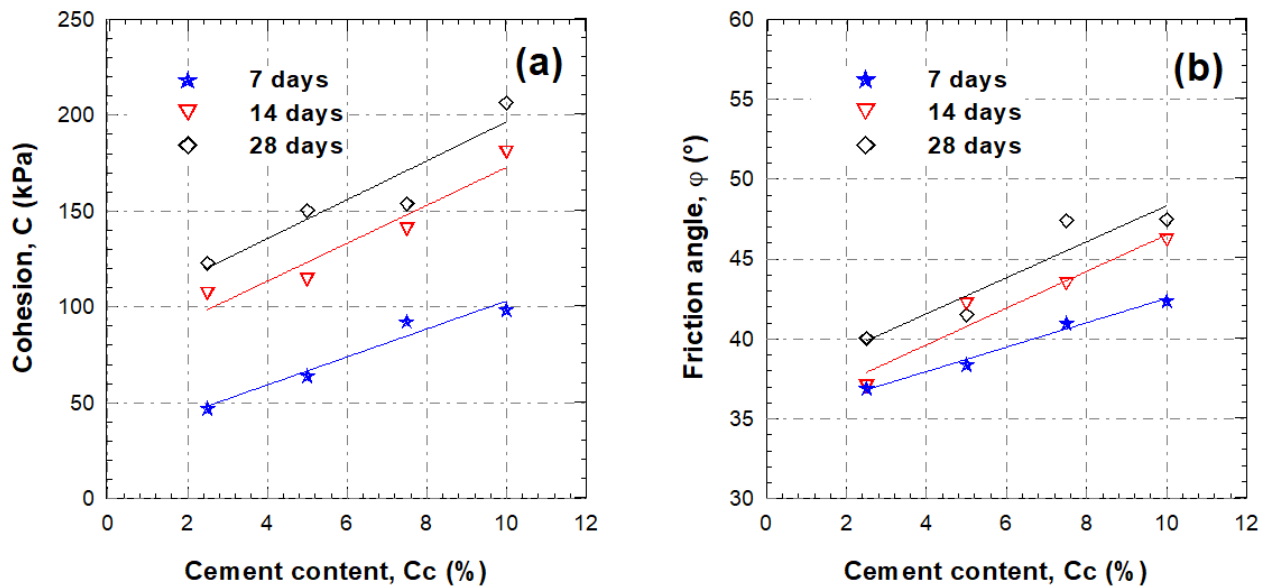 (a)
7 days
14 days
28 days
Cohesion, C (kPa)
250
200
150
100
50
0
0 2 4 6 8 10 12
Cement content, Cc (%)
(b)
7 days
14 days
28 days
Friction angle, φ (°)
60
55
50
45
40
35
30
0 2 4 6 8 10 12
Cement content, Cc (%)